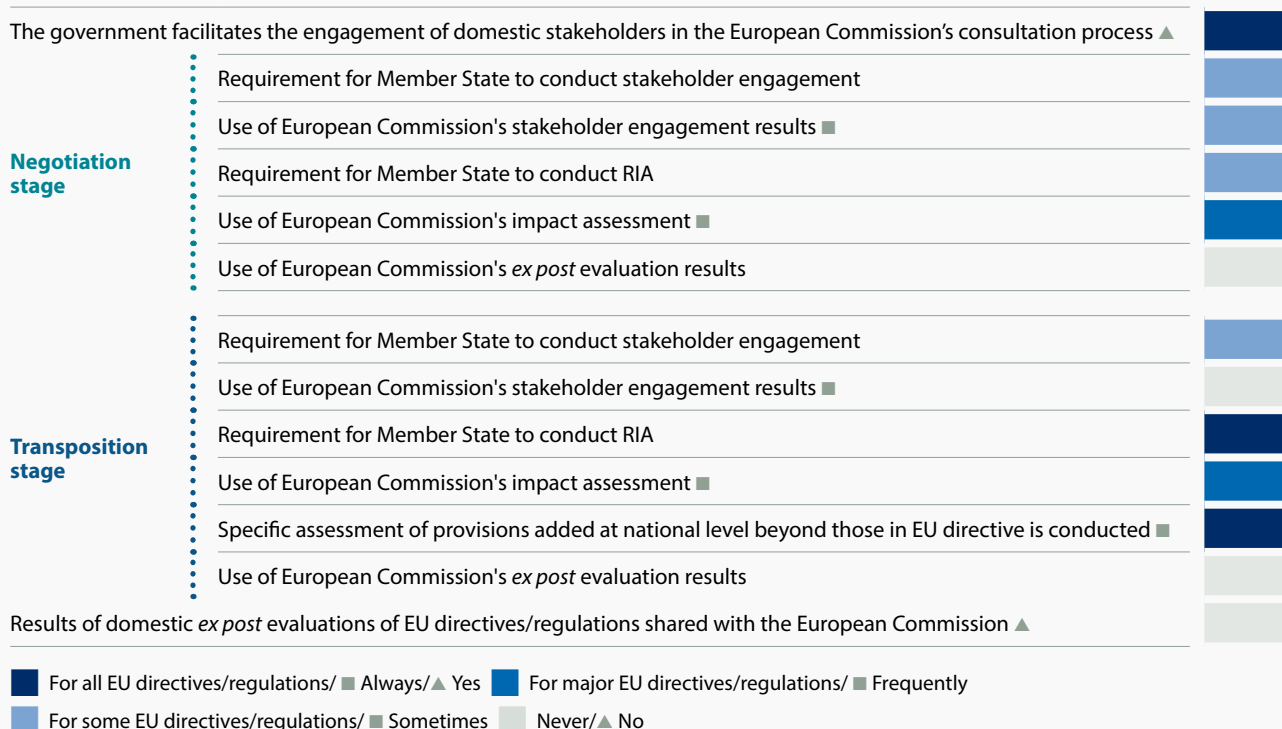 The government facilitates the engagement of domestic stakeholders in the European Commission’s consultation process ▲
Negotiation
stage
Requirement for Member State to conduct stakeholder engagement
Use of European Commission's stakeholder engagement results ■
Requirement for Member State to conduct RIA
Use of European Commission's impact assessment ■
Use of European Commission's ex post evaluation results
Transposition
stage
Requirement for Member State to conduct stakeholder engagement
Use of European Commission's stakeholder engagement results ■
Requirement for Member State to conduct RIA
Use of European Commission's impact assessment ■
Specific assessment of provisions added at national level beyond those in EU directive is conducted ■
Use of European Commission's ex post evaluation results
Results of domestic ex post evaluations of EU directives/regulations shared with the European Commission ▲
For all EU directives/regulations/ ■ Always/▲ Yes
For major EU directives/regulations/ ■ Frequently
For some EU directives/regulations/ ■ Sometimes
Never/▲ No